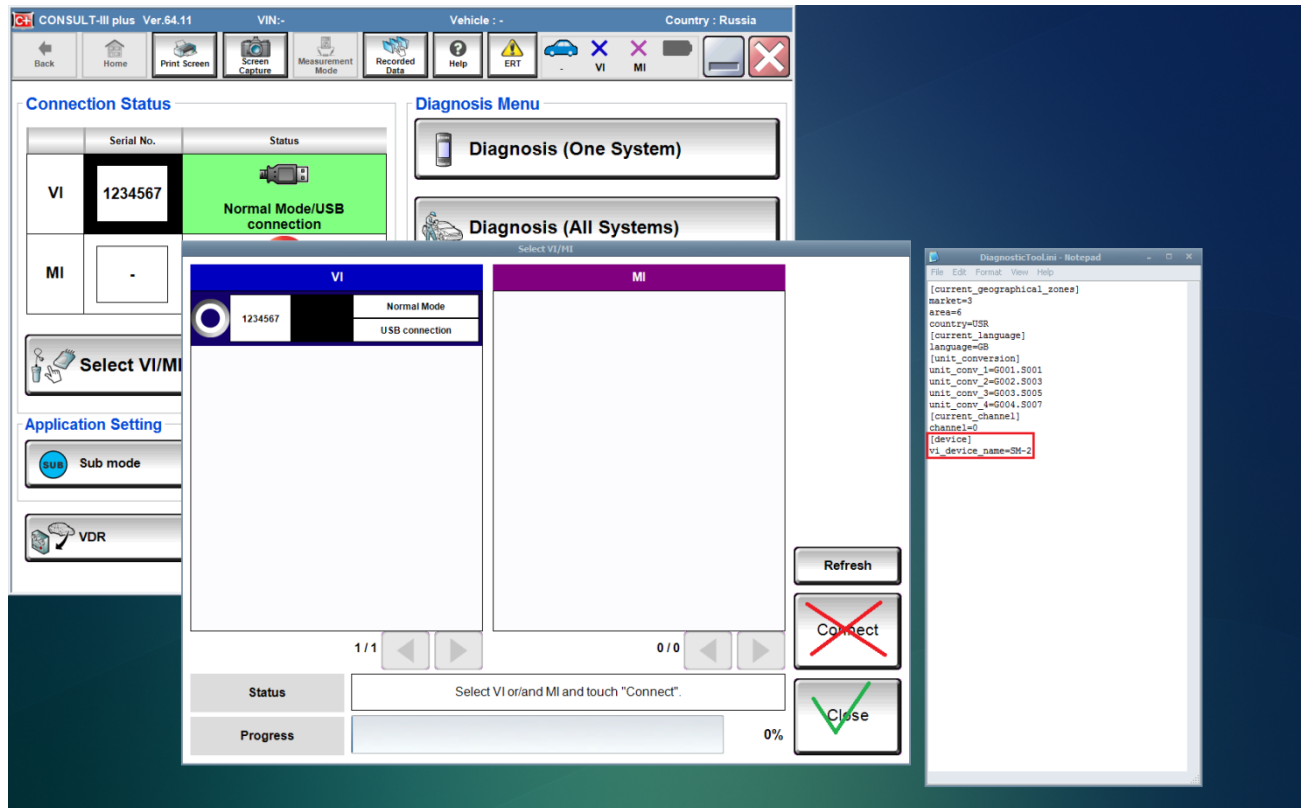 CONSULT-III plus Ver.64.11 VIN:- Vehicle : - Country : Russia
Back Home Print Screen Screen Capture Measurement Mode Recorded Data Help ERT - VI MI
Connection Status
Serial No. Status
VI 1234567 Normal Mode/USB connection
MI -
Select VI/MI
Application Setting
SUB Sub mode
VDR
Diagnosis Menu
Diagnosis (One System)
Diagnosis (All Systems)
Select VI/MI
VI MI
1234567 Normal Mode
USB connection
1/1 0/0
Refresh
Connect
Close
Status Select VI or/and MI and touch "Connect".
Progress 0%
DiagnosticTool.ini - Notepad
File Edit Format View Help
[current_geographical_zones]
market=3
area=6
country=USR
[current_language]
language=GB
[unit_conversion]
unit_conv_1=G001.S001
unit_conv_2=G002.S003
unit_conv_3=G003.S005
unit_conv_4=G004.S007
[current_channel]
channel=0
[device]
vi_device_name=SM-2